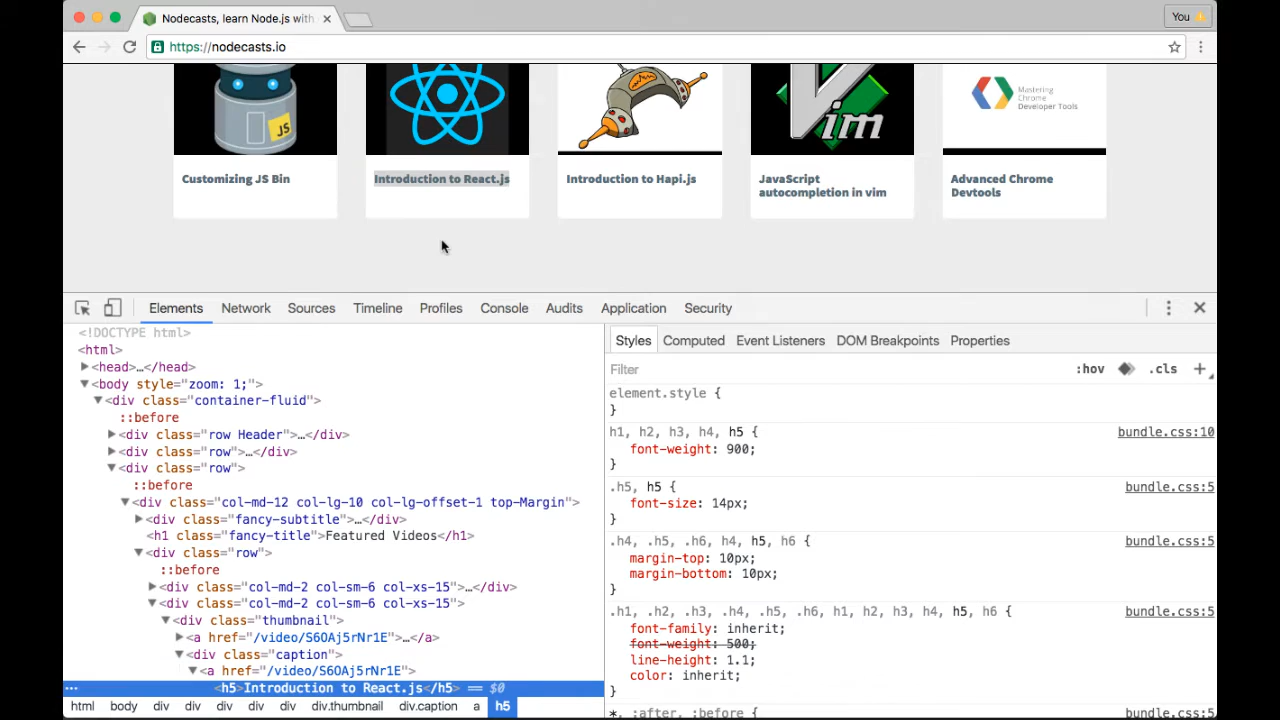 Nodecasts, learn Node.js with
You
https://nodecasts.io
JS
Vim
Mastering
Chrome
Developer Tools
Customizing JS Bin
Introduction to React.js
Introduction to Hapi.js
JavaScript
autocompletion in vim
Advanced Chrome
Devtools
Elements Network Sources Timeline Profiles Console Audits Application Security
<!DOCTYPE html>
<html>
<head>…</head>
<body style="zoom: 1;">
<div class="container-fluid">
::before
<div class="row Header">…</div>
<div class="row">…</div>
<div class="row">
::before
<div class="col-md-12 col-lg-10 col-lg-offset-1 top-Margin">
<div class="fancy-subtitle">…</div>
<h1 class="fancy-title">Featured Videos</h1>
<div class="row">
::before
<div class="col-md-2 col-sm-6 col-xs-15">…</div>
<div class="col-md-2 col-sm-6 col-xs-15">
<div class="thumbnail">
<a href="/video/S6OAj5rNr1E">…</a>
<div class="caption">
<a href="/video/S6OAj5rNr1E">
… <h5>Introduction to React.js</h5> == $0
html body div div div div div.thumbnail div.caption a h5
Styles Computed Event Listeners DOM Breakpoints Properties
Filter :hov .cls +
element.style {
}
h1, h2, h3, h4, h5 { bundle.css:10
font-weight: 900;
}
.h5, h5 { bundle.css:5
font-size: 14px;
}
.h4, .h5, .h6, h4, h5, h6 { bundle.css:5
margin-top: 10px;
margin-bottom: 10px;
}
.h1, .h2, .h3, .h4, .h5, .h6, h1, h2, h3, h4, h5, h6 { bundle.css:5
font-family: inherit;
font-weight: 500;
line-height: 1.1;
color: inherit;
}
*, :after, :before { bundle.css:5